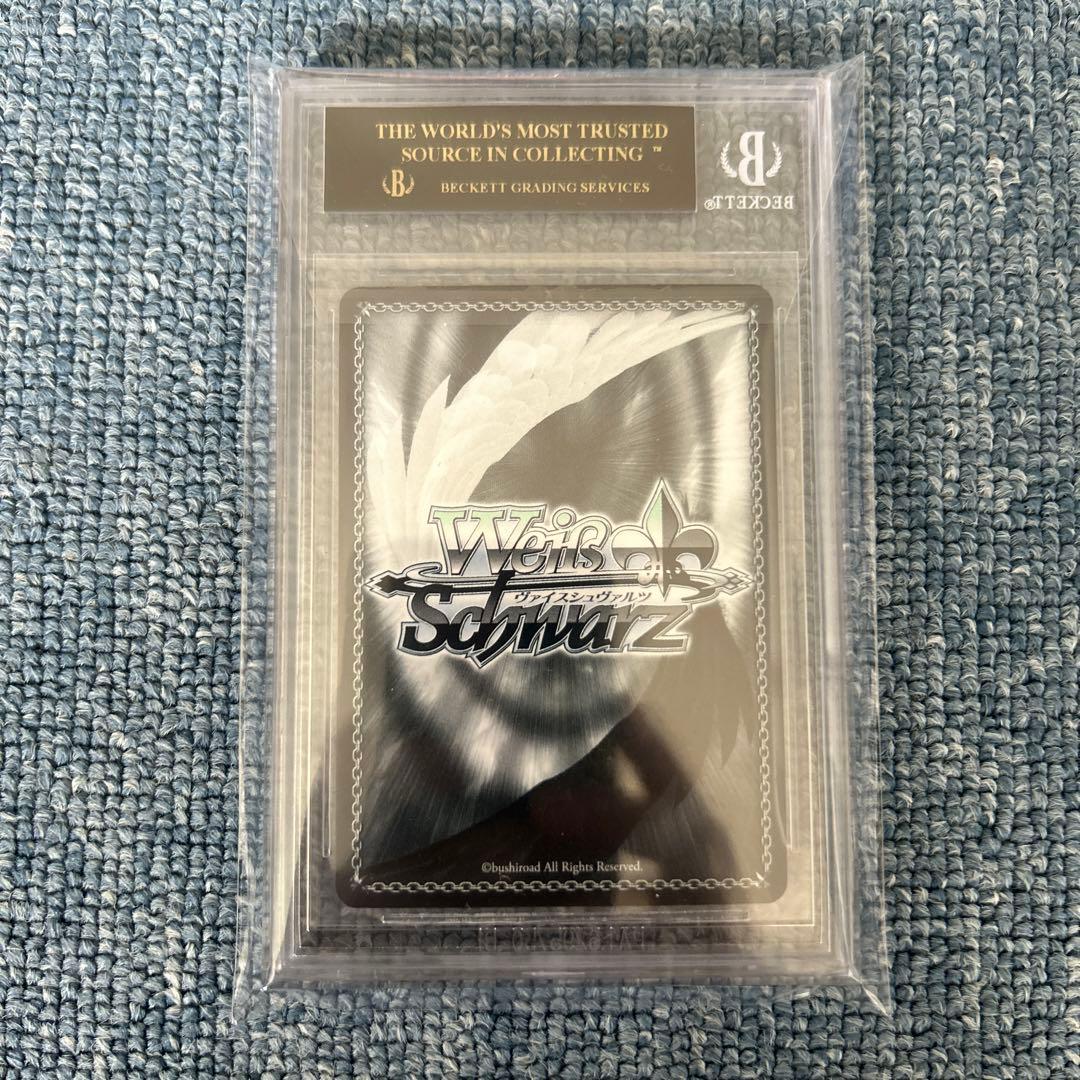 THE WORLD'S MOST TRUSTED
SOURCE IN COLLECTING ™
B BECKETT GRADING SERVICES
B
BECKETT®
Weiß
ヴァイスシュヴァルツ
Schwarz
©bushiroad All Rights Reserved.